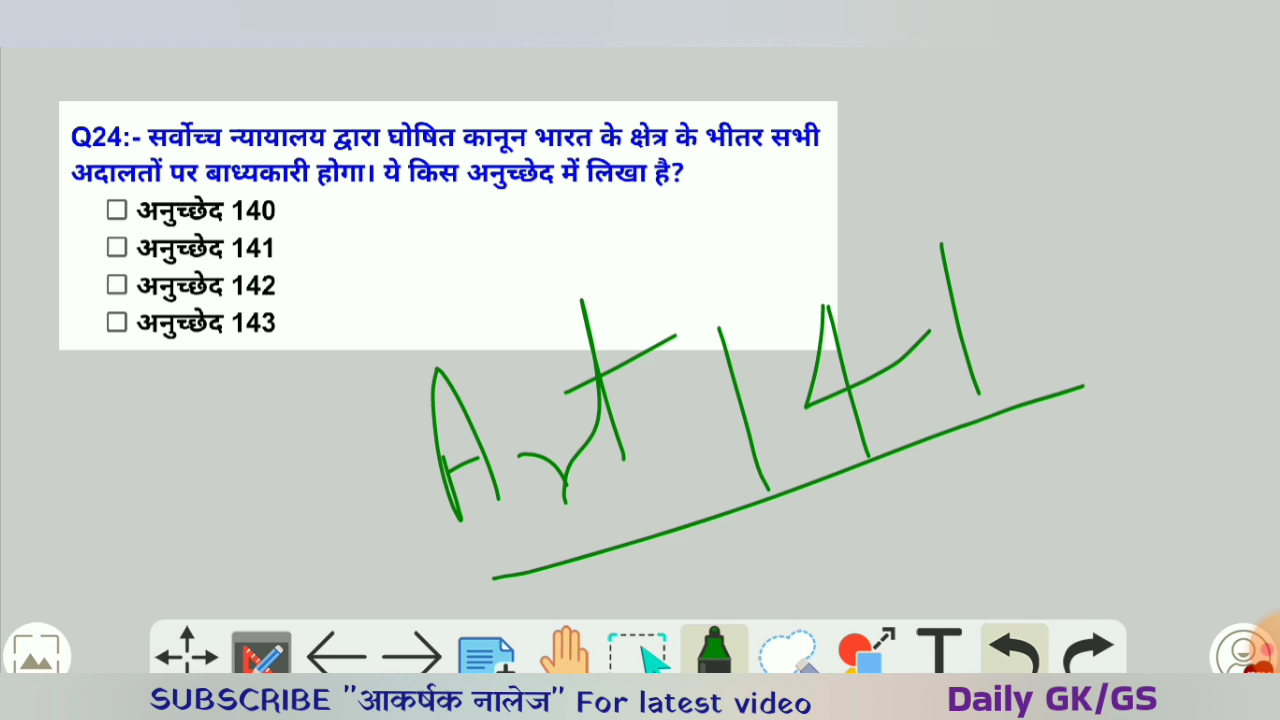 Q24:- सर्वोच्च न्यायालय द्वारा घोषित कानून भारत के क्षेत्र के भीतर सभी
अदालतों पर बाध्यकारी होगा। ये किस अनुच्छेद में लिखा है?
अनुच्छेद 140
अनुच्छेद 141
अनुच्छेद 142
अनुच्छेद 143
Art 141
T
SUBSCRIBE "आकर्षक नालेज" For latest video
Daily GK/GS